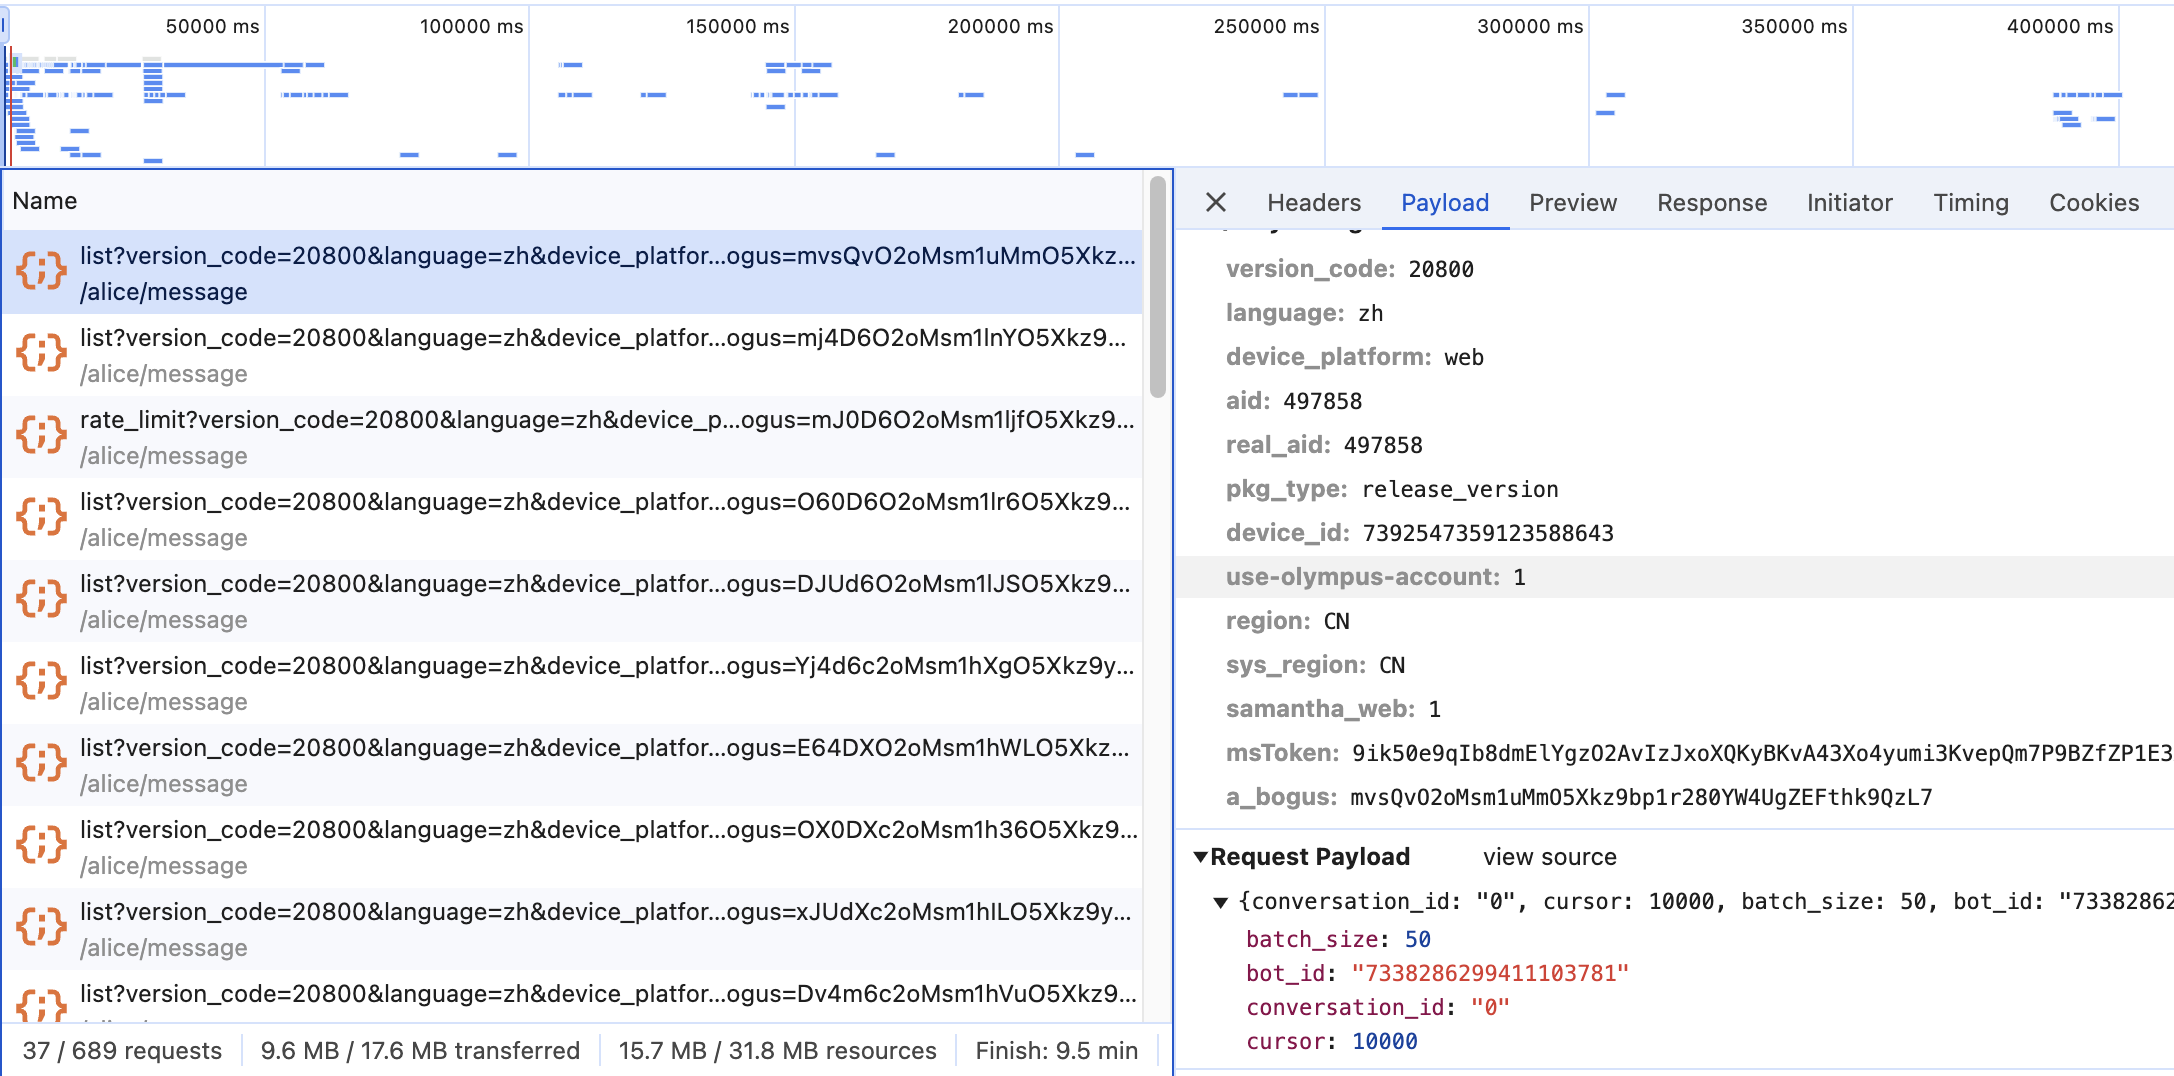 50000 ms
100000 ms
150000 ms
200000 ms
250000 ms
300000 ms
350000 ms
400000 ms
Name
list?version_code=20800&language=zh&device_platfor...ogus=mvsQvO2oMsm1uMmO5Xkz...
/alice/message
list?version_code=20800&language=zh&device_platfor...ogus=mj4D6O2oMsm1lnYO5Xkz9...
/alice/message
rate_limit?version_code=20800&language=zh&device_p...ogus=mJ0D6O2oMsm1ljfO5Xkz9...
/alice/message
list?version_code=20800&language=zh&device_platfor...ogus=O60D6O2oMsm1lr6O5Xkz9...
/alice/message
list?version_code=20800&language=zh&device_platfor...ogus=DJUd6O2oMsm1lJSO5Xkz9...
/alice/message
list?version_code=20800&language=zh&device_platfor...ogus=Yj4d6c2oMsm1hXgO5Xkz9y...
/alice/message
list?version_code=20800&language=zh&device_platfor...ogus=E64DXO2oMsm1hWLO5Xkz...
/alice/message
list?version_code=20800&language=zh&device_platfor...ogus=OX0DXc2oMsm1h36O5Xkz9...
/alice/message
list?version_code=20800&language=zh&device_platfor...ogus=xJUdXc2oMsm1hlLO5Xkz9y...
/alice/message
list?version_code=20800&language=zh&device_platfor...ogus=Dv4m6c2oMsm1hVuO5Xkz9...
37 / 689 requests
9.6 MB / 17.6 MB transferred
15.7 MB / 31.8 MB resources
Finish: 9.5 min
Headers
Payload
Preview
Response
Initiator
Timing
Cookies
version_code: 20800
language: zh
device_platform: web
aid: 497858
real_aid: 497858
pkg_type: release_version
device_id: 7392547359123588643
use-olympus-account: 1
region: CN
sys_region: CN
samantha_web: 1
msToken: 9ik50e9qIb8dmElYgzO2AvIzJxoXQKyBKvA43Xo4yumi3KvepQm7P9BZfZP1E3
a_bogus: mvsQvO2oMsm1uMmO5Xkz9bp1r280YW4UgZEFthk9QzL7
▼Request Payload view source
▼ {conversation_id: "0", cursor: 10000, batch_size: 50, bot_id: "73382862
batch_size: 50
bot_id: "7338286299411103781"
conversation_id: "0"
cursor: 10000